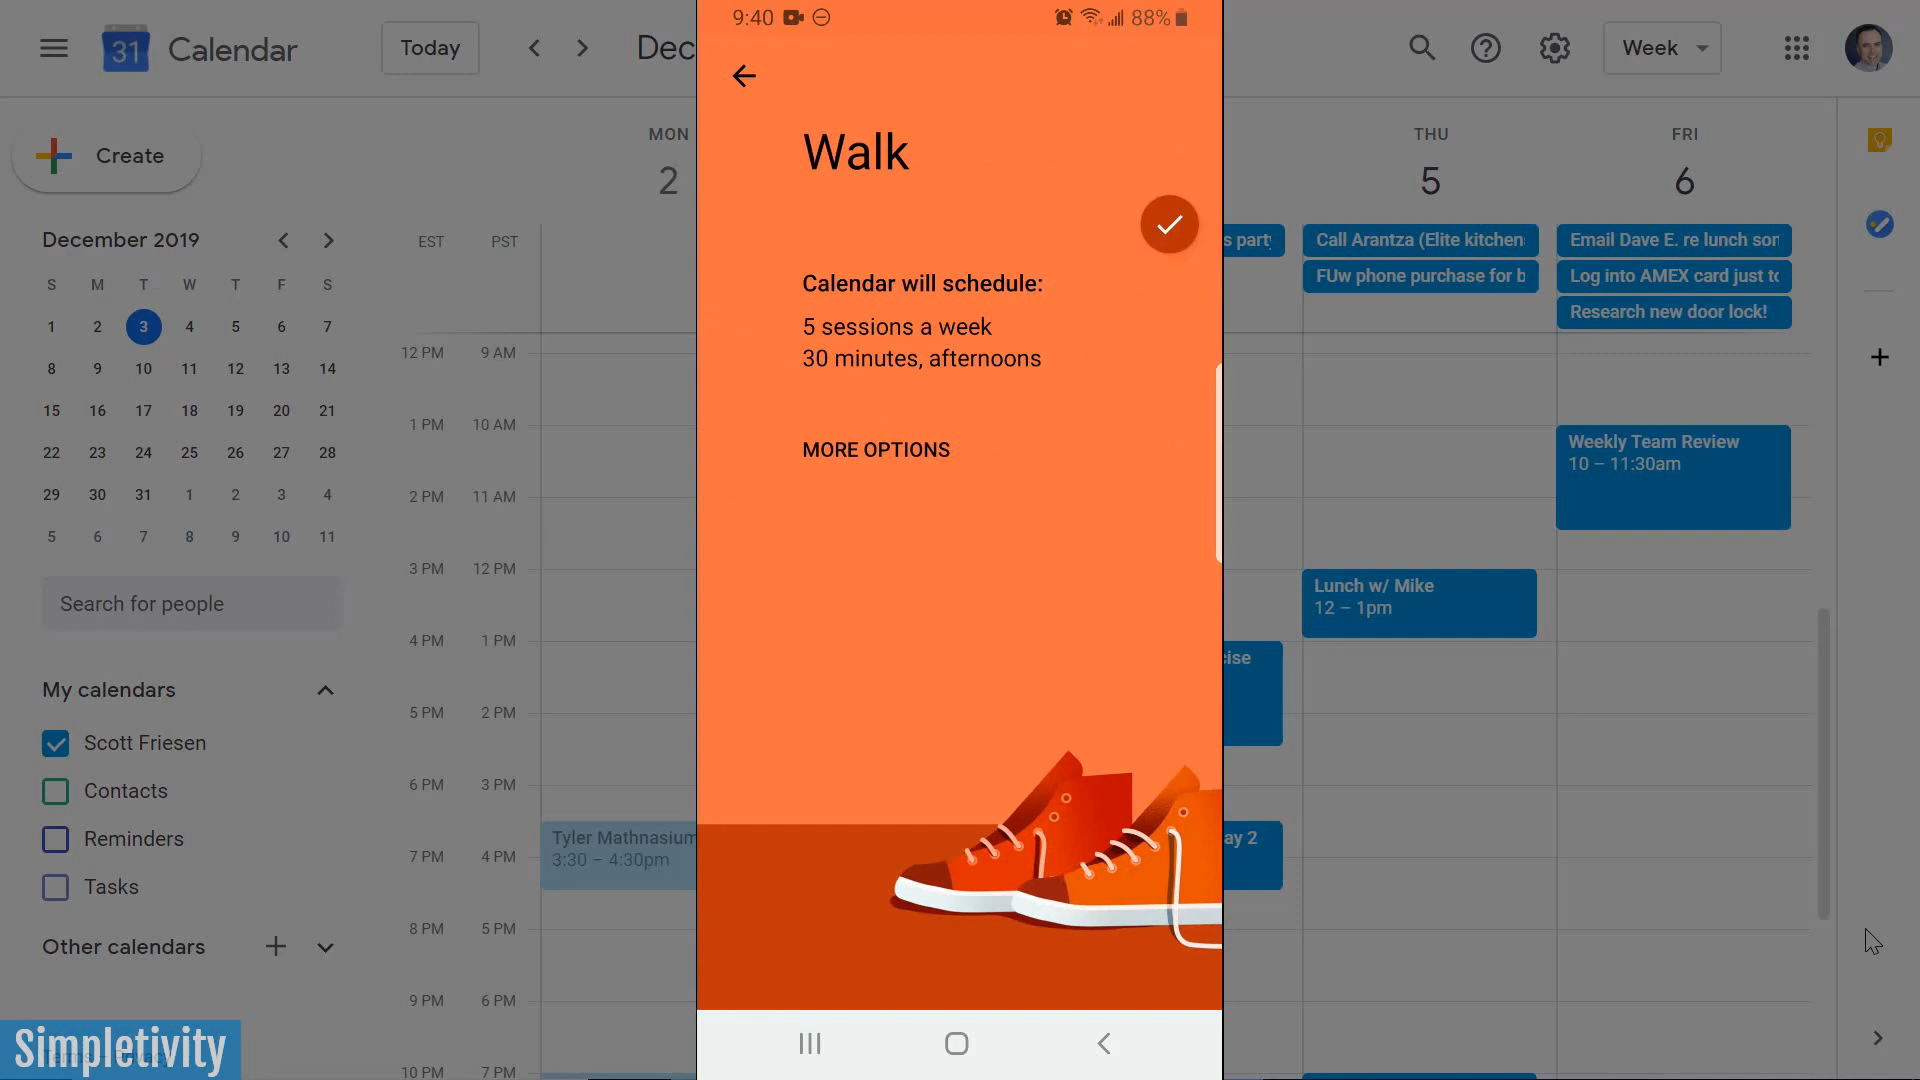 9:40
88%
31 Calendar
Today
Dec
Week
Create
MON
2
THU
5
FRI
6
Walk
Calendar will schedule:
5 sessions a week
30 minutes, afternoons
MORE OPTIONS
December 2019
S M T W T F S
1 2 3 4 5 6 7
8 9 10 11 12 13 14
15 16 17 18 19 20 21
22 23 24 25 26 27 28
29 30 31 1 2 3 4
5 6 7 8 9 10 11
Search for people
My calendars
Scott Friesen
Contacts
Reminders
Tasks
Other calendars
EST PST
12 PM 9 AM
1 PM 10 AM
2 PM 11 AM
3 PM 12 PM
4 PM 1 PM
5 PM 2 PM
6 PM 3 PM
7 PM 4 PM
8 PM 5 PM
9 PM 6 PM
10 PM 7 PM
Tyler Mathnasium
3:30 – 4:30pm
s party
cise
ay 2
Call Arantza (Elite kitchen
FUw phone purchase for b
Lunch w/ Mike
12 – 1pm
Email Dave E. re lunch son
Log into AMEX card just to
Research new door lock!
Weekly Team Review
10 – 11:30am
Simpletivity